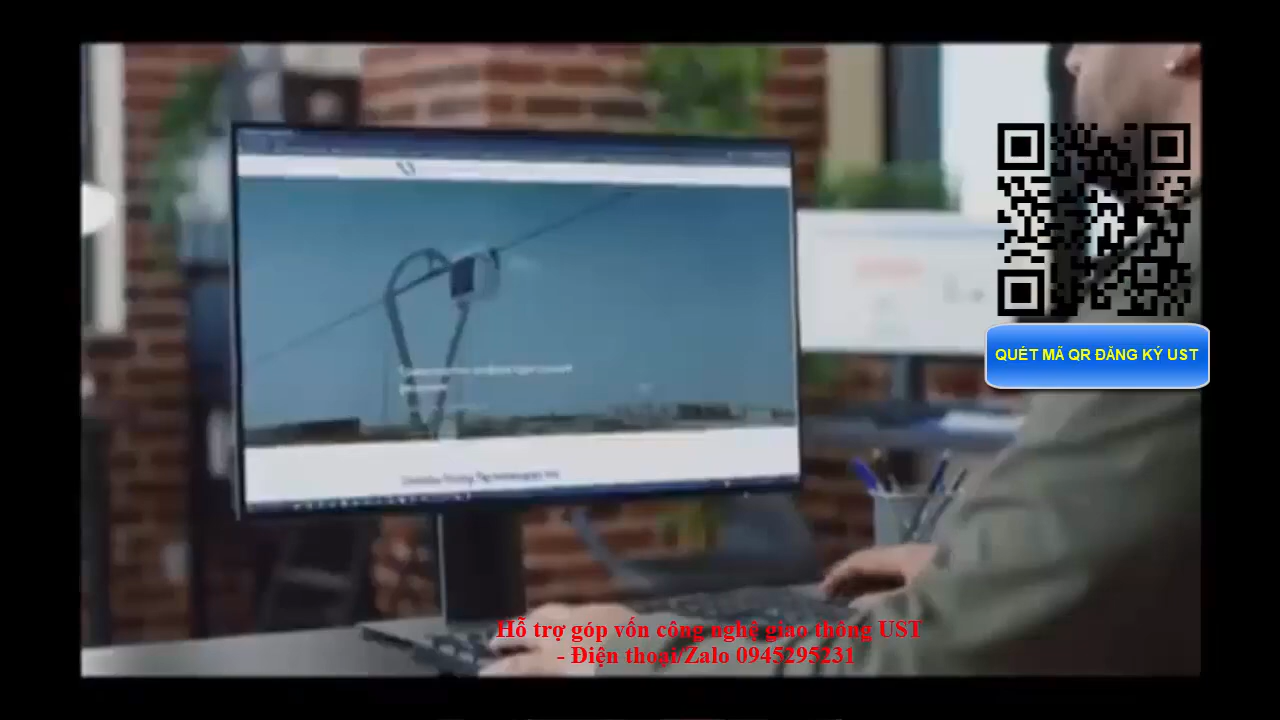 QUÉT MÃ QR ĐĂNG KÝ UST
Hỗ trợ góp vốn công nghệ giao thông UST
- Điện thoại/Zalo 0945295231